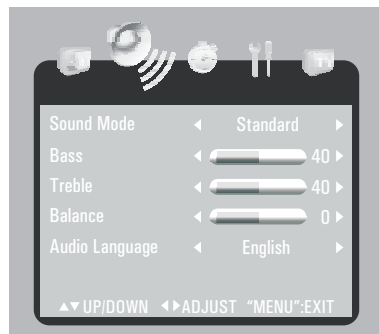 Sound Mode ◀ Standard ▶
Bass ◀ 40 ▶
Treble ◀ 40 ▶
Balance ◀ 0 ▶
Audio Language ◀ English ▶
▲▼UP/DOWN ◀▶ADJUST “MENU”:EXIT